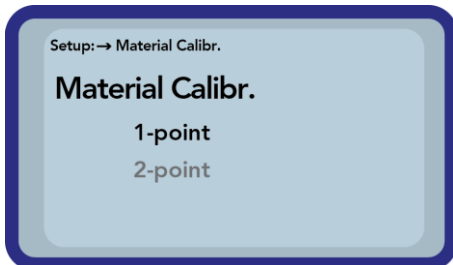 Setup:→ Material Calibr.
Material Calibr.
1-point
2-point